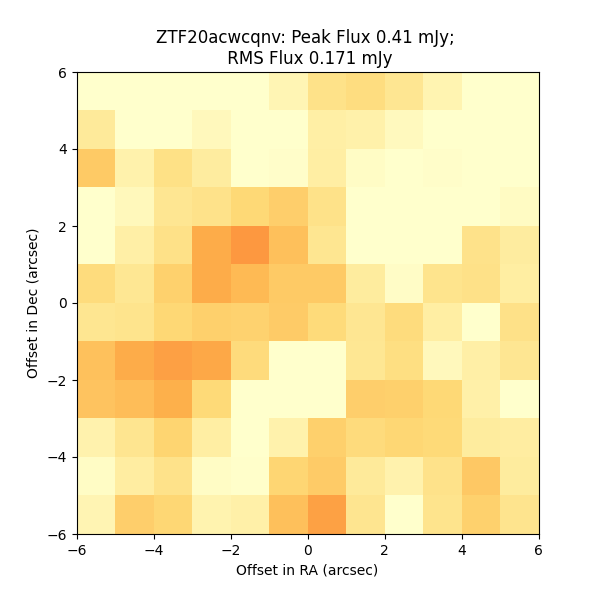 ZTF20acwcqnv: Peak Flux 0.41 mJy;
RMS Flux 0.171 mJy
6
4
2
0
−2
−4
−6
Offset in Dec (arcsec)
−6 −4 −2 0 2 4 6
Offset in RA (arcsec)